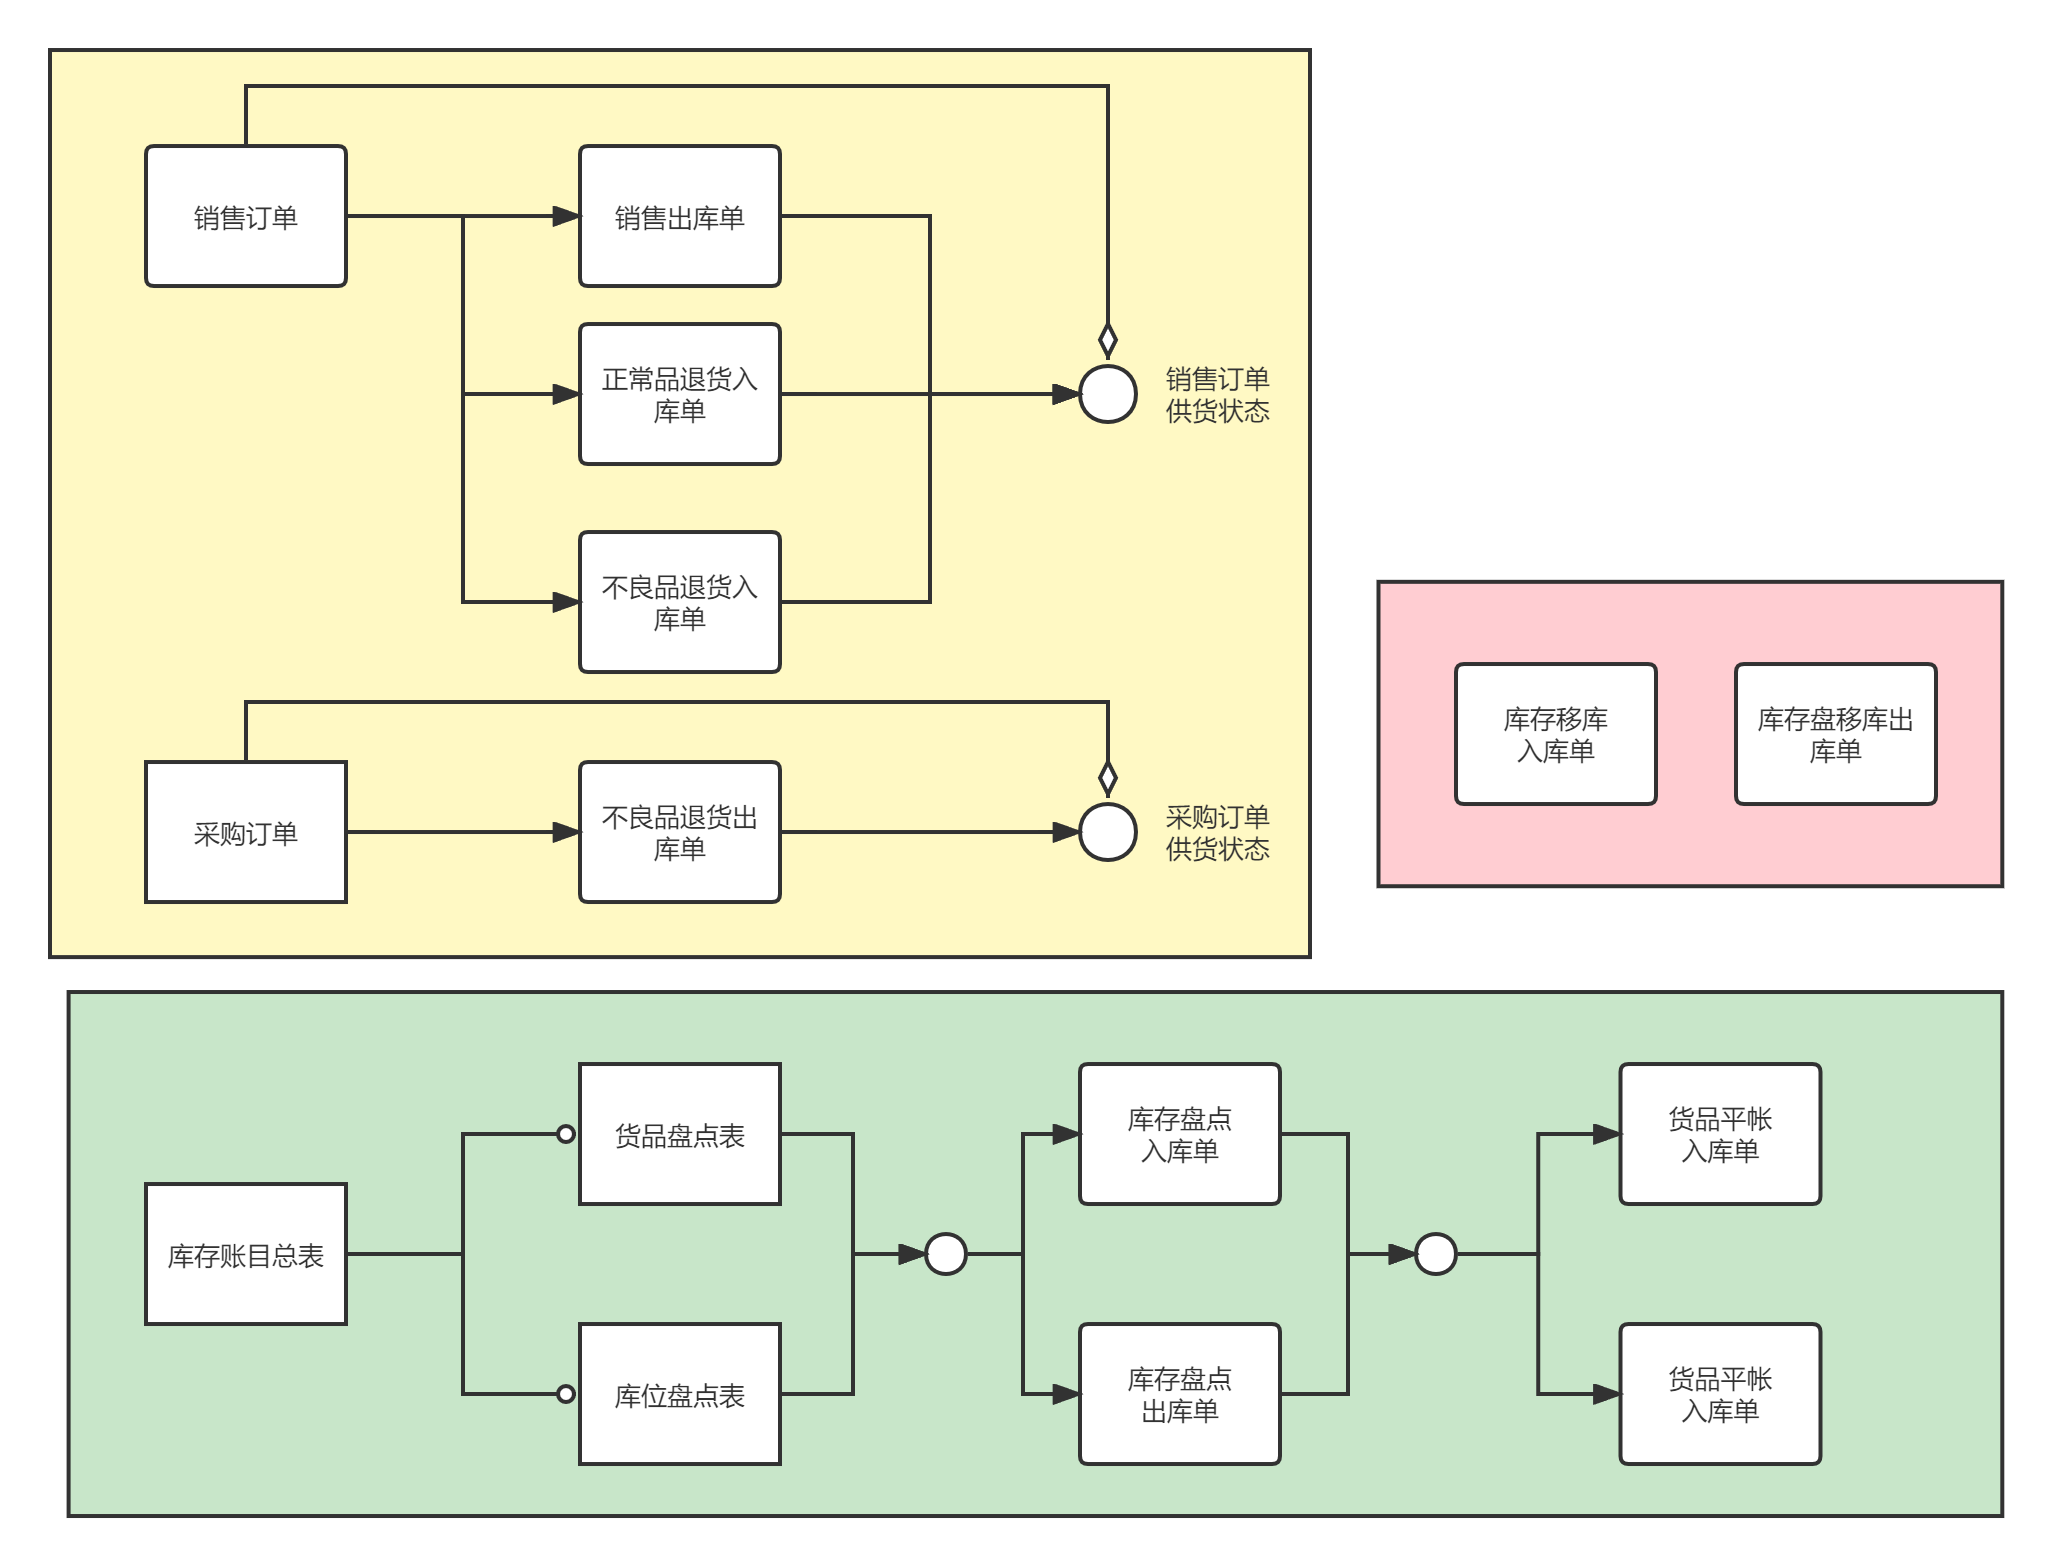 销售订单
销售出库单
正常品退货入
库单
销售订单
供货状态
不良品退货入
库单
采购订单
不良品退货出
库单
采购订单
供货状态
库存移库
入库单
库存盘移库出
库单
库存账目总表
货品盘点表
库位盘点表
库存盘点
入库单
库存盘点
出库单
货品平帐
入库单
货品平帐
入库单